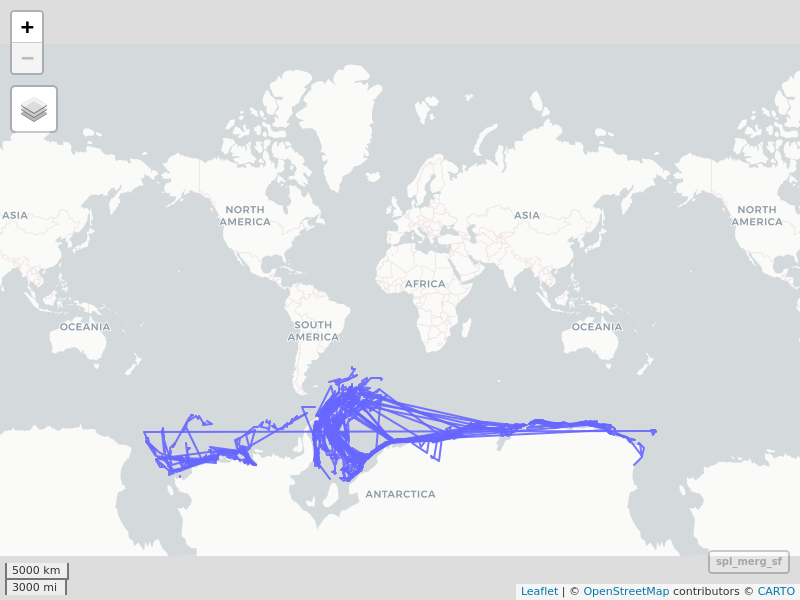 +
−
ASIA
NORTH
AMERICA
ASIA
NORTH
AMERICA
AFRICA
OCEANIA
SOUTH
AMERICA
OCEANIA
ANTARCTICA
spl_merg_sf
5000 km
3000 mi
Leaflet | © OpenStreetMap contributors © CARTO